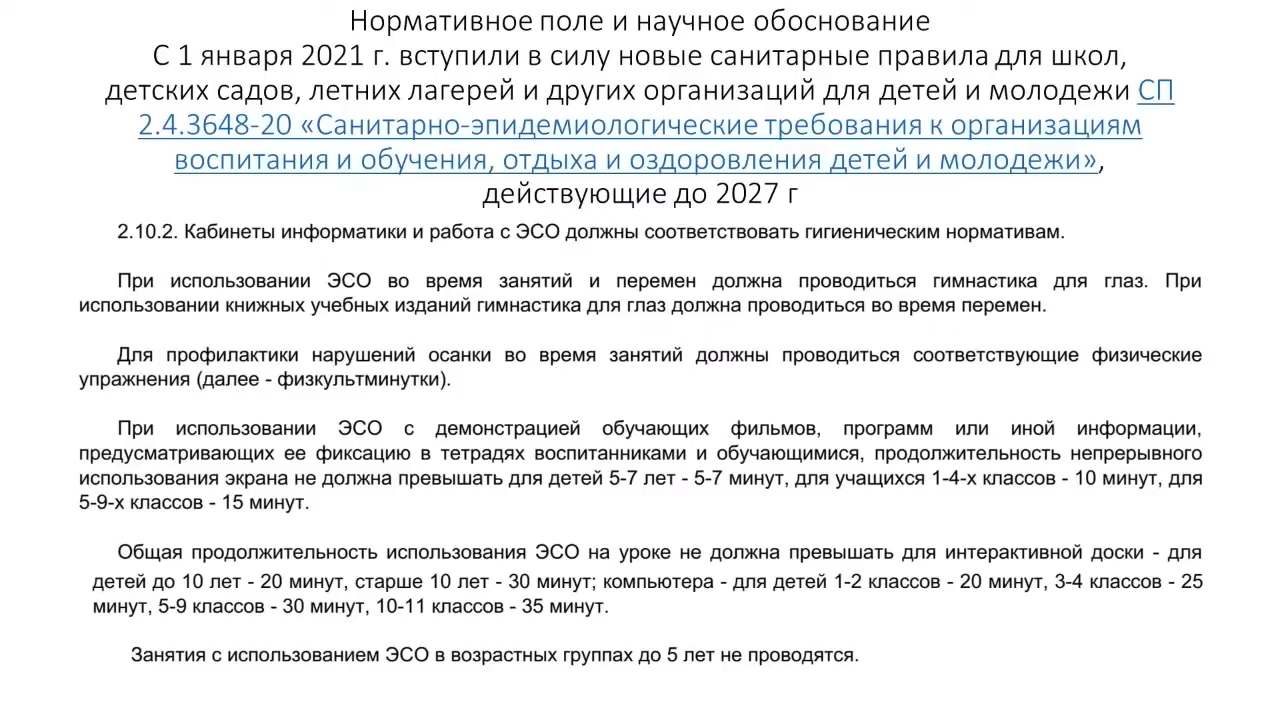 Нормативное поле и научное обоснование
С 1 января 2021 г. вступили в силу новые санитарные правила для школ,
детских садов, летних лагерей и других организаций для детей и молодежи СП
2.4.3648-20 «Санитарно-эпидемиологические требования к организациям
воспитания и обучения, отдыха и оздоровления детей и молодежи»,
действующие до 2027 г
2.10.2. Кабинеты информатики и работа с ЭСО должны соответствовать гигиеническим нормативам.
При использовании ЭСО во время занятий и перемен должна проводиться гимнастика для глаз. При
использовании книжных учебных изданий гимнастика для глаз должна проводиться во время перемен.
Для профилактики нарушений осанки во время занятий должны проводиться соответствующие физические
упражнения (далее - физкультминутки).
При использовании ЭСО с демонстрацией обучающих фильмов, программ или иной информации,
предусматривающих ее фиксацию в тетрадях воспитанниками и обучающимися, продолжительность непрерывного
использования экрана не должна превышать для детей 5-7 лет - 5-7 минут, для учащихся 1-4-х классов - 10 минут, для
5-9-х классов - 15 минут.
Общая продолжительность использования ЭСО на уроке не должна превышать для интерактивной доски - для
детей до 10 лет - 20 минут, старше 10 лет - 30 минут; компьютера - для детей 1-2 классов - 20 минут, 3-4 классов - 25
минут, 5-9 классов - 30 минут, 10-11 классов - 35 минут.
Занятия с использованием ЭСО в возрастных группах до 5 лет не проводятся.